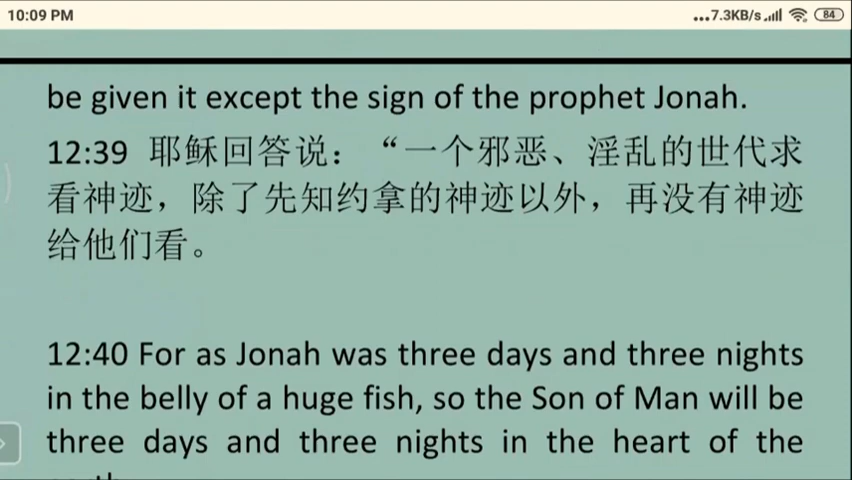 10:09 PM
...7.3KB/s
84
be given it except the sign of the prophet Jonah.
12:39 耶稣回答说：“一个邪恶、淫乱的世代求
看神迹，除了先知约拿的神迹以外，再没有神迹
给他们看。
12:40 For as Jonah was three days and three nights
in the belly of a huge fish, so the Son of Man will be
three days and three nights in the heart of the